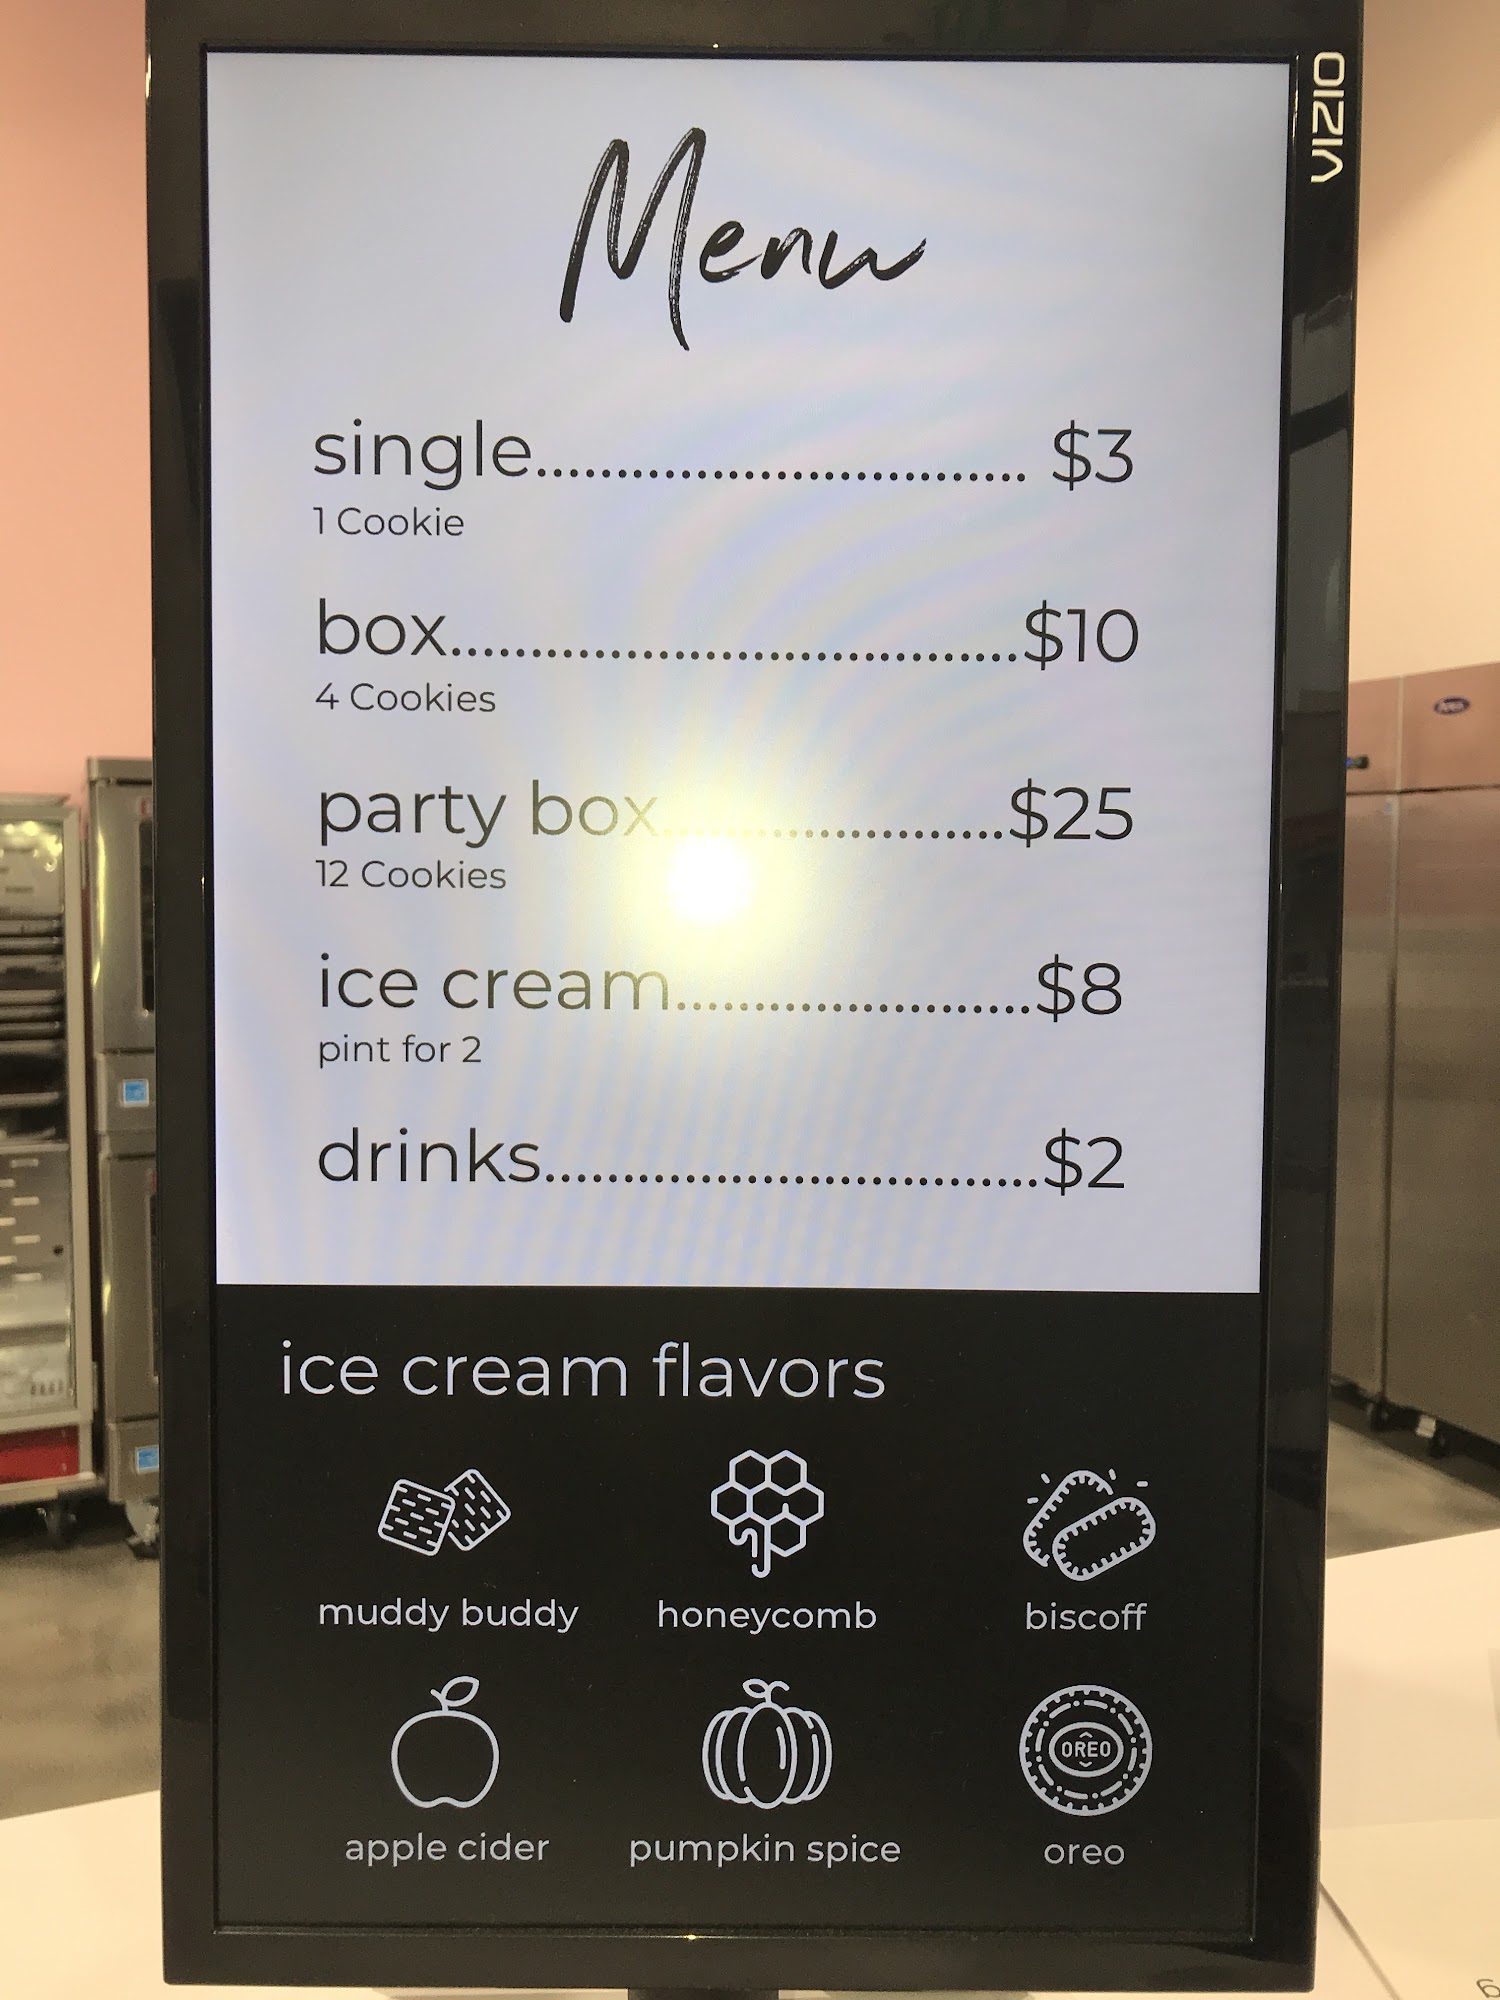 VIZIO
Menu
single............................... $3
1 Cookie
box....................................$10
4 Cookies
party box......................$25
12 Cookies
ice cream.......................$8
pint for 2
drinks...............................$2
ice cream flavors
muddy buddy honeycomb biscoff
OREO
apple cider pumpkin spice oreo